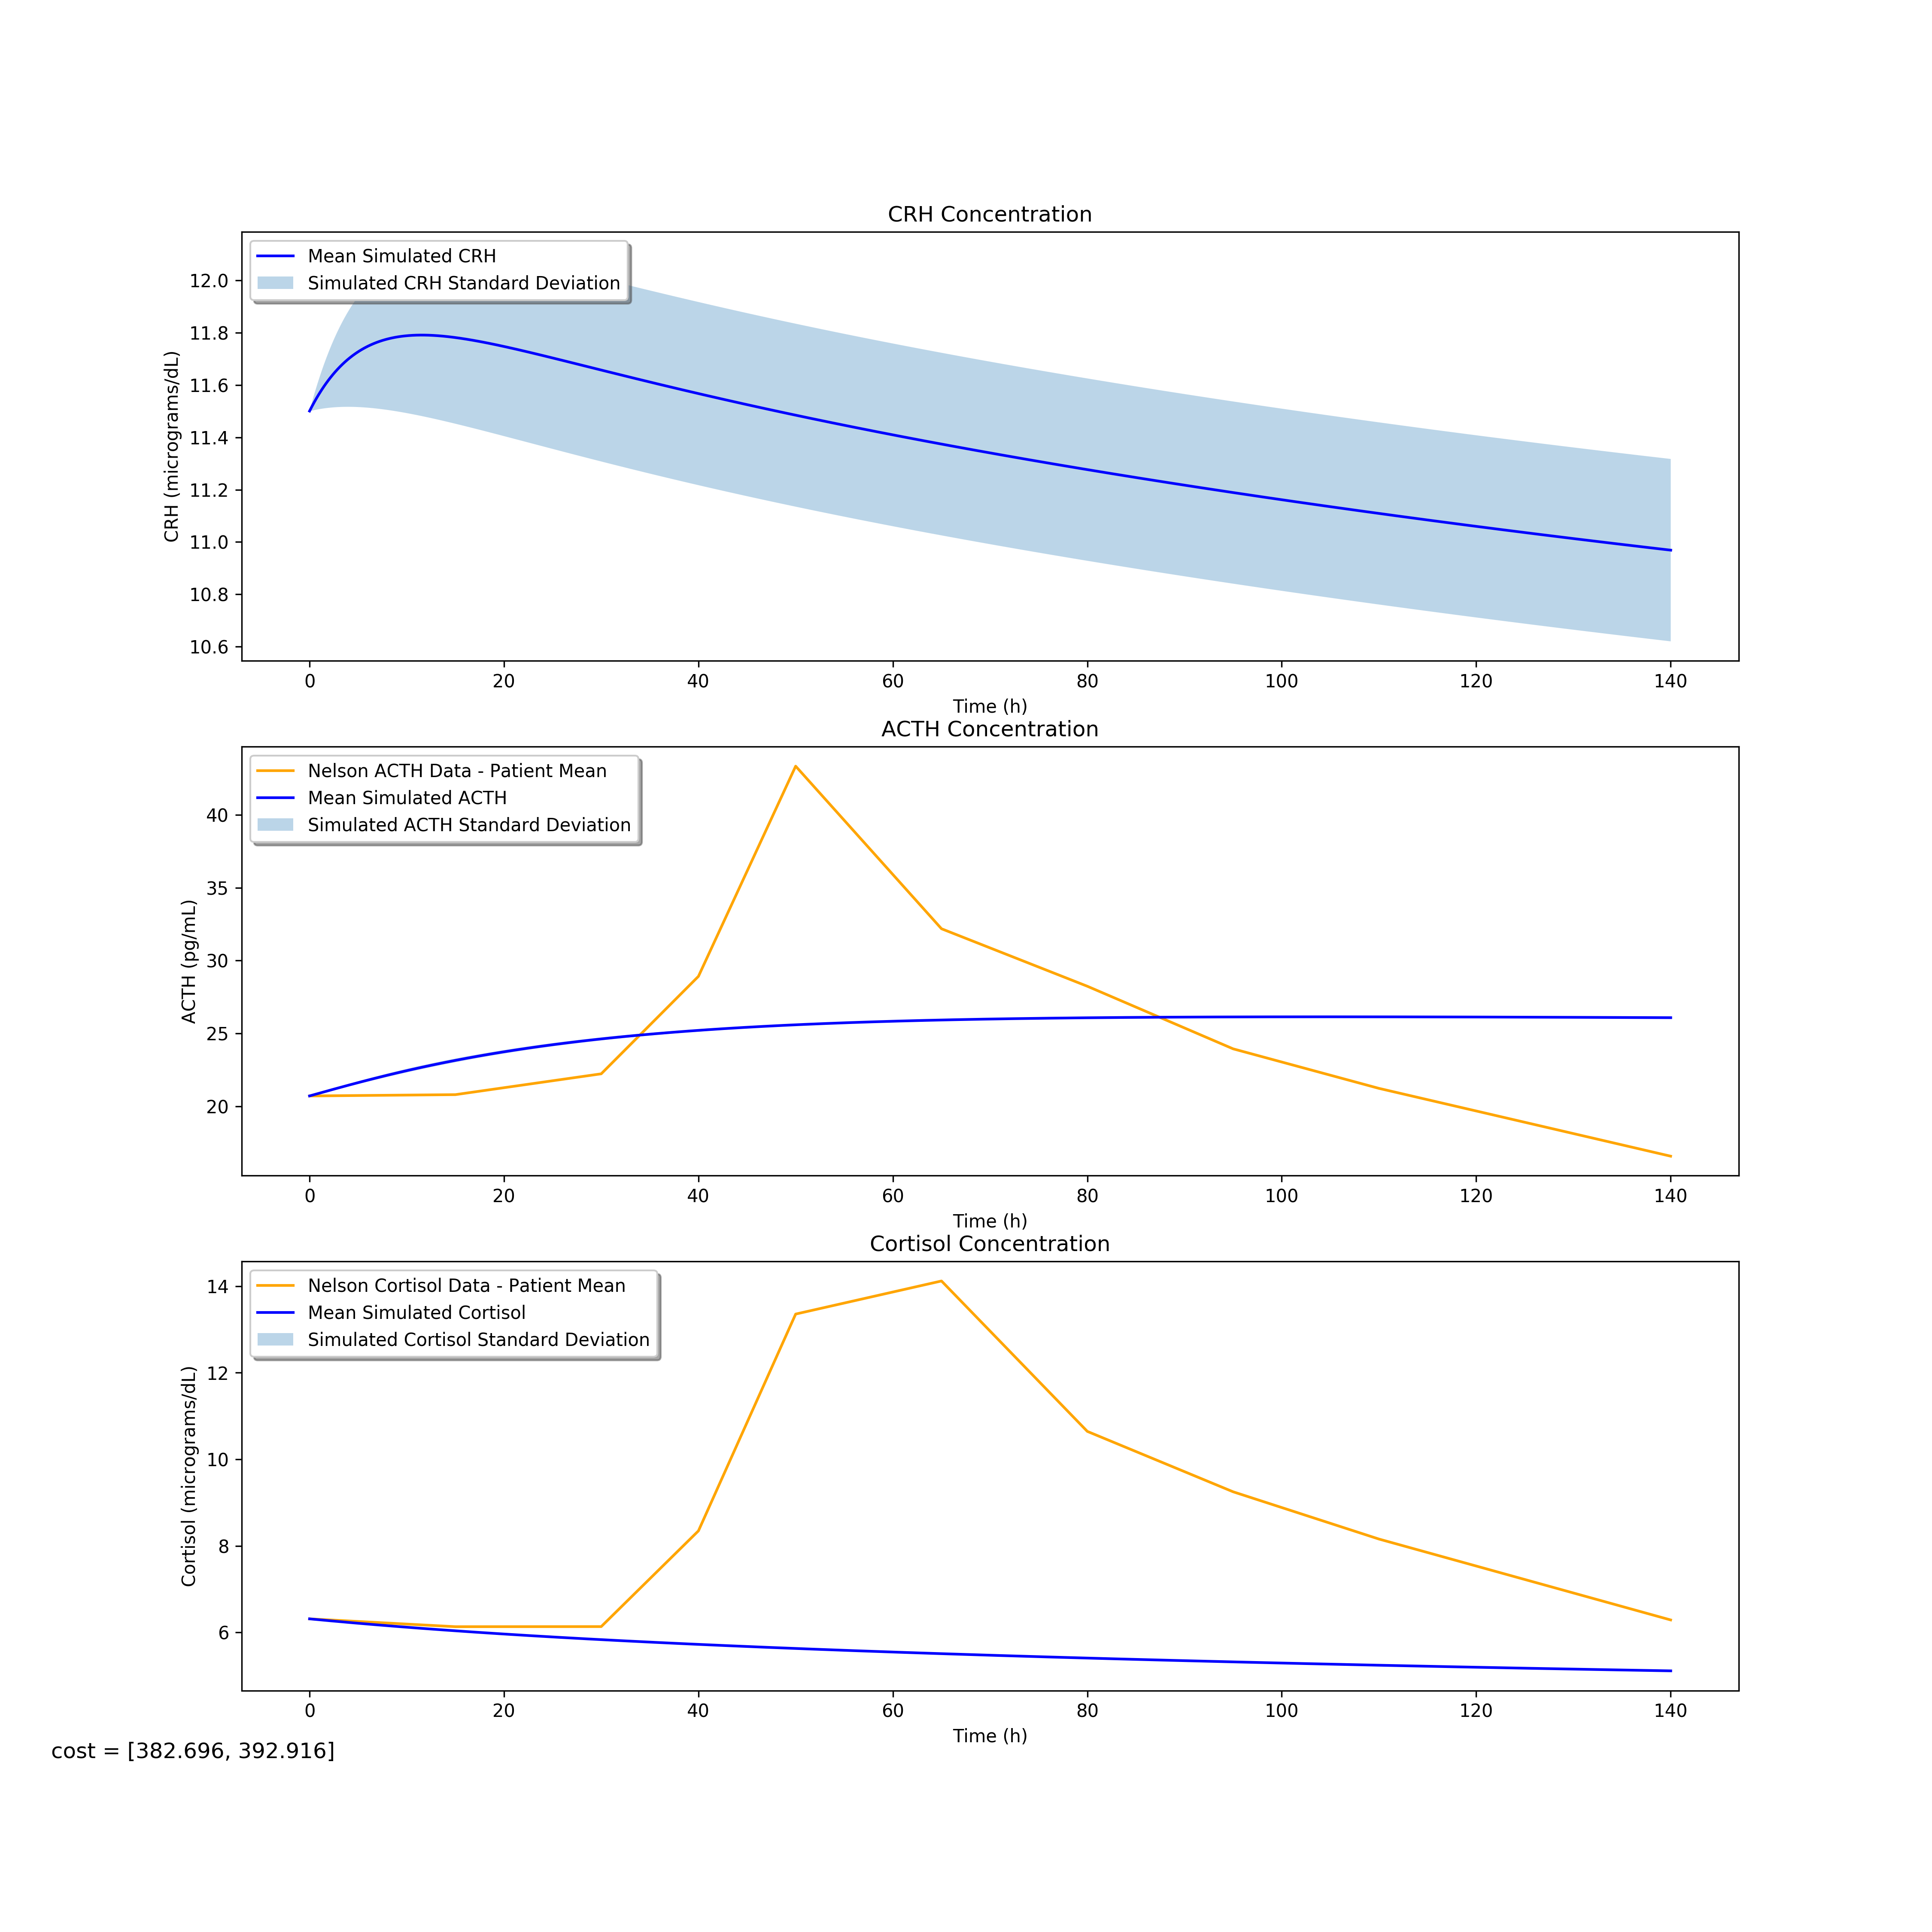 CRH Concentration
Mean Simulated CRH
Simulated CRH Standard Deviation
CRH (micrograms/dL)
12.0
11.8
11.6
11.4
11.2
11.0
10.8
10.6
0 20 40 60 80 100 120 140
Time (h)
ACTH Concentration
Nelson ACTH Data - Patient Mean
Mean Simulated ACTH
Simulated ACTH Standard Deviation
ACTH (pg/mL)
40
35
30
25
20
0 20 40 60 80 100 120 140
Time (h)
Cortisol Concentration
Nelson Cortisol Data - Patient Mean
Mean Simulated Cortisol
Simulated Cortisol Standard Deviation
Cortisol (micrograms/dL)
14
12
10
8
6
0 20 40 60 80 100 120 140
Time (h)
cost = [382.696, 392.916]